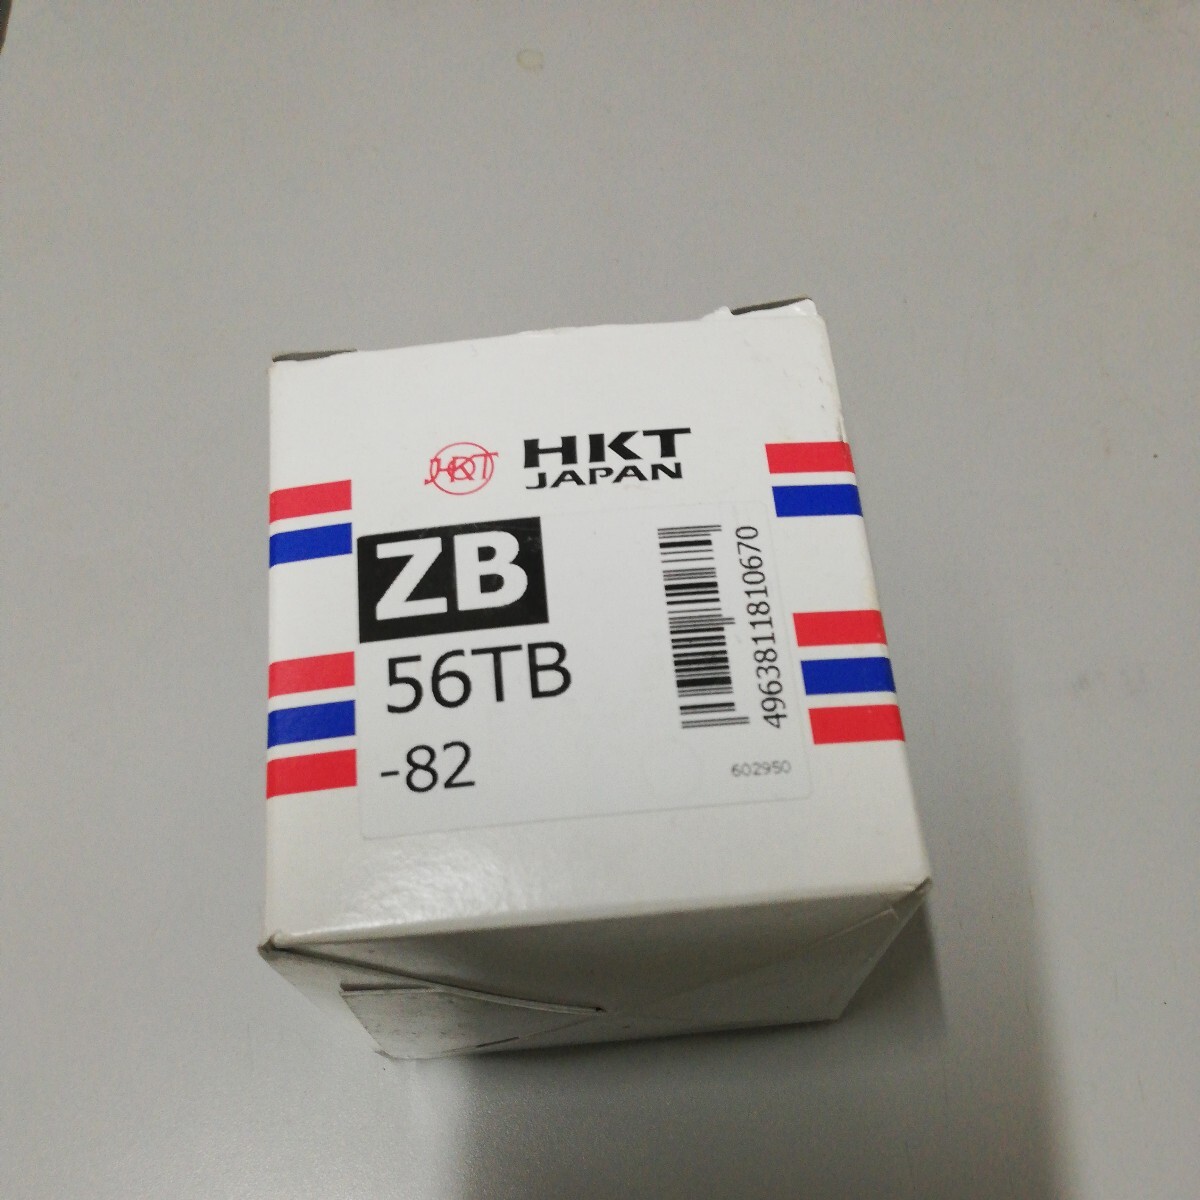 HKT
HKT
JAPAN
ZB
56TB
-82
4963811810670
602950